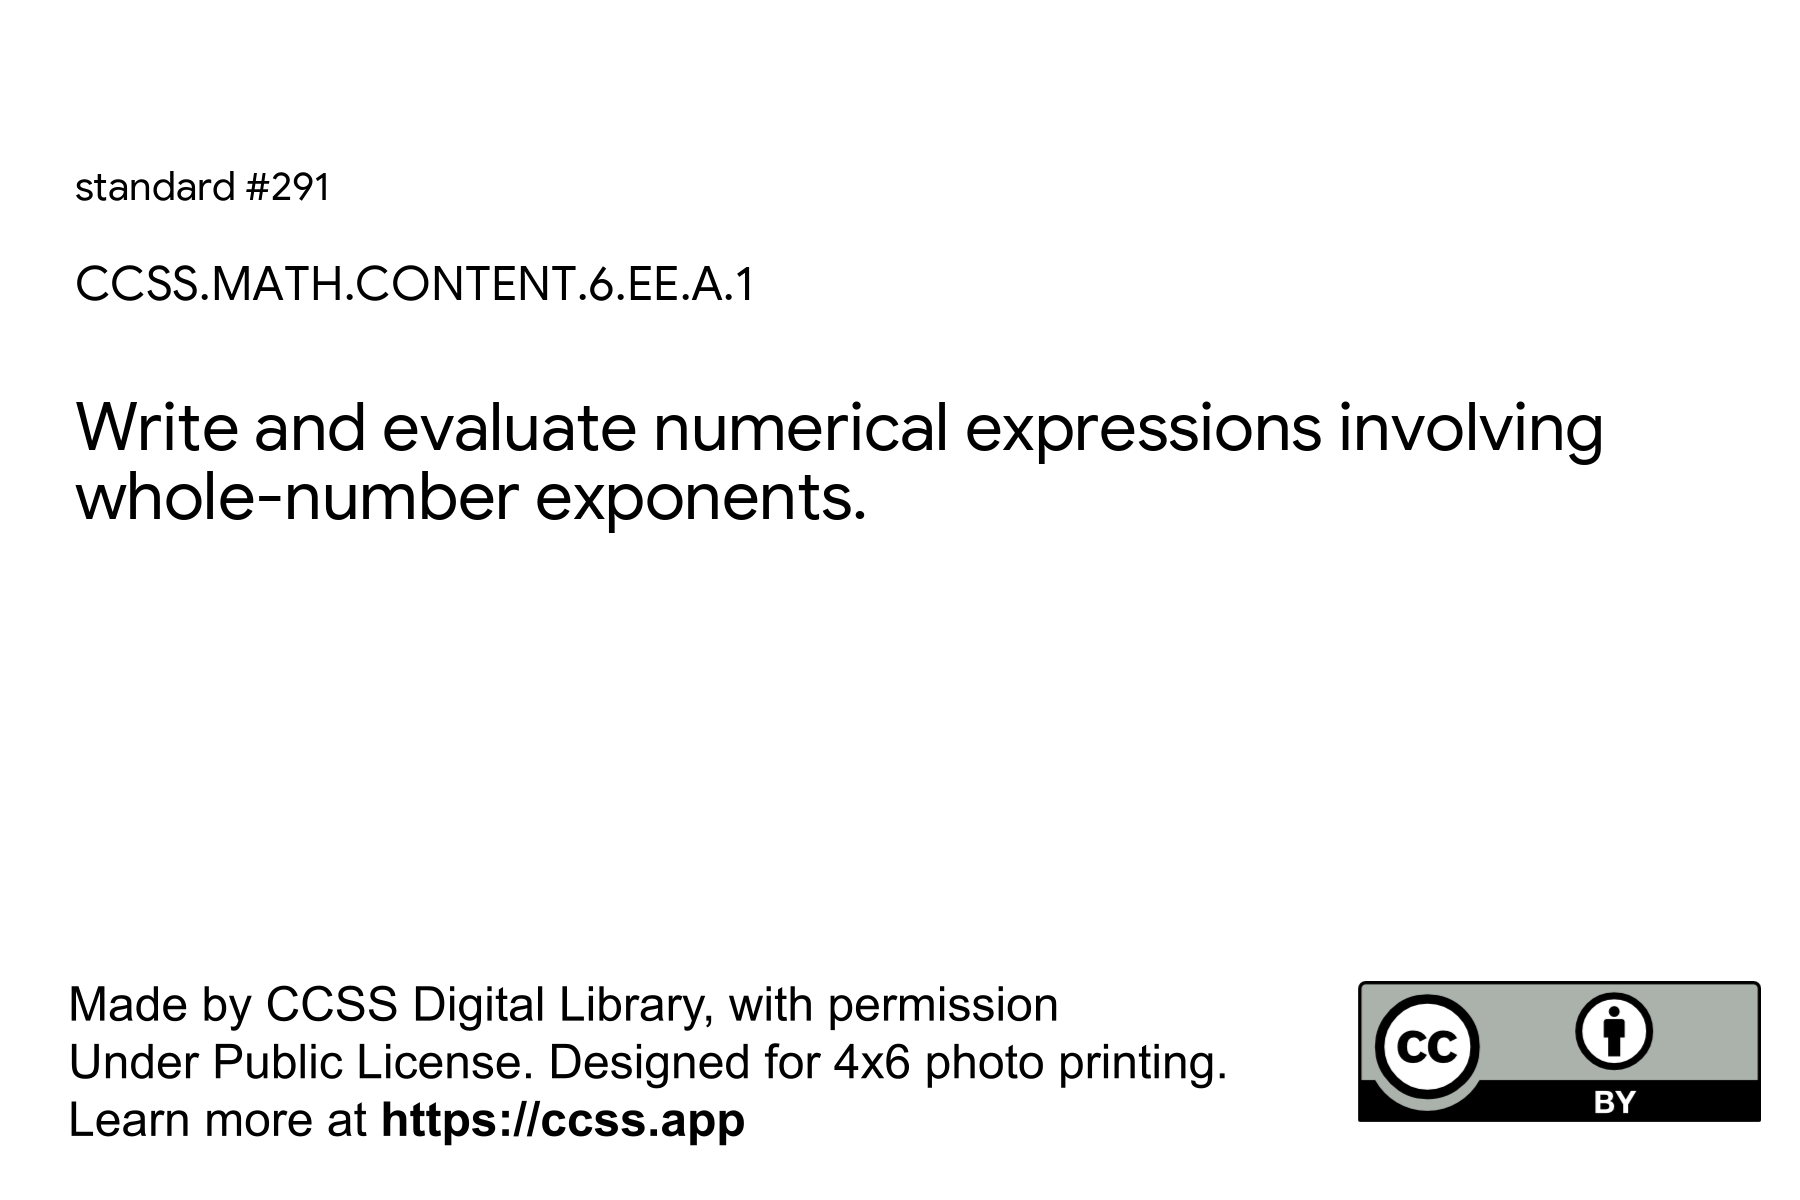 standard #291
CCSS.MATH.CONTENT.6.EE.A.1
Write and evaluate numerical expressions involving
whole-number exponents.
Made by CCSS Digital Library, with permission
Under Public License. Designed for 4x6 photo printing.
Learn more at https://ccss.app
cc
BY